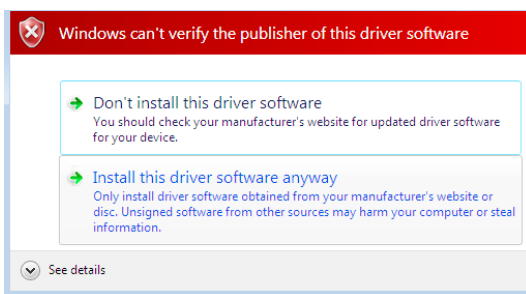 Windows can't verify the publisher of this driver software
Don't install this driver software
You should check your manufacturer's website for updated driver software
for your device.
Install this driver software anyway
Only install driver software obtained from your manufacturer's website or
disc. Unsigned software from other sources may harm your computer or steal
information.
See details